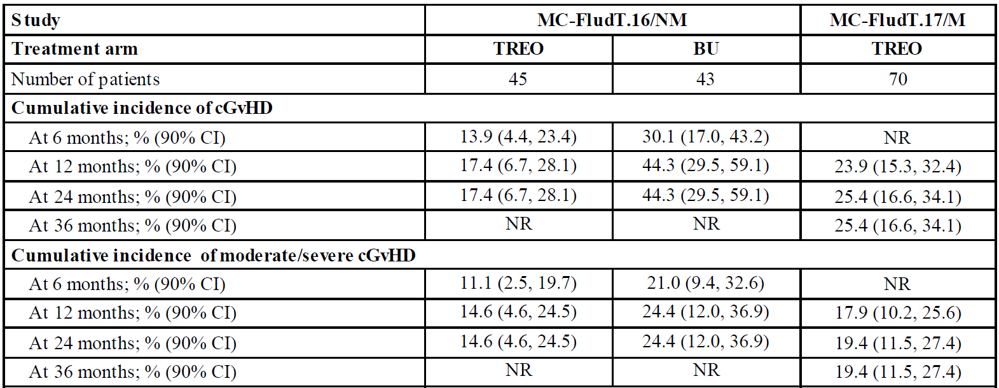 Study MC-FludT.16/NM MC-FludT.17/M
Treatment arm TREO BU TREO
Number of patients 45 43 70
Cumulative incidence of cGvHD
At 6 months; % (90% CI) 13.9 (4.4, 23.4) 30.1 (17.0, 43.2) NR
At 12 months; % (90% CI) 17.4 (6.7, 28.1) 44.3 (29.5, 59.1) 23.9 (15.3, 32.4)
At 24 months; % (90% CI) 17.4 (6.7, 28.1) 44.3 (29.5, 59.1) 25.4 (16.6, 34.1)
At 36 months; % (90% CI) NR NR 25.4 (16.6, 34.1)
Cumulative incidence of moderate/severe cGvHD
At 6 months; % (90% CI) 11.1 (2.5, 19.7) 21.0 (9.4, 32.6) NR
At 12 months; % (90% CI) 14.6 (4.6, 24.5) 24.4 (12.0, 36.9) 17.9 (10.2, 25.6)
At 24 months; % (90% CI) 14.6 (4.6, 24.5) 24.4 (12.0, 36.9) 19.4 (11.5, 27.4)
At 36 months; % (90% CI) NR NR 19.4 (11.5, 27.4)